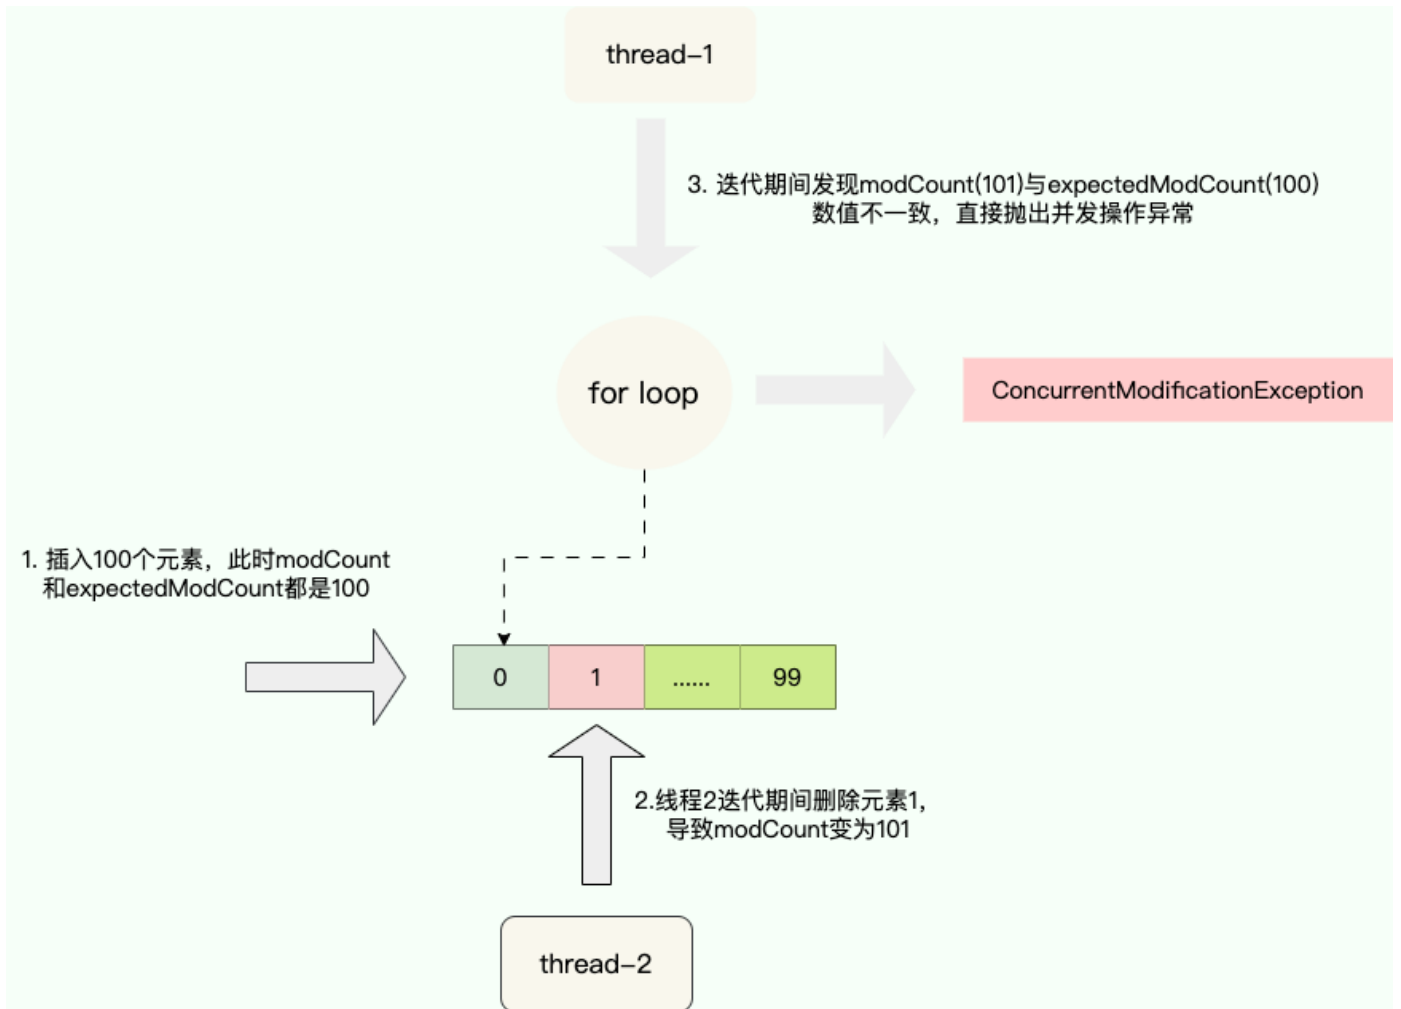 thread-1
3. 迭代期间发现modCount(101)与expectedModCount(100)
数值不一致，直接抛出并发操作异常
for loop
ConcurrentModificationException
1. 插入100个元素，此时modCount
和expectedModCount都是100
0 1 ...... 99
2.线程2迭代期间删除元素1，
导致modCount变为101
thread-2